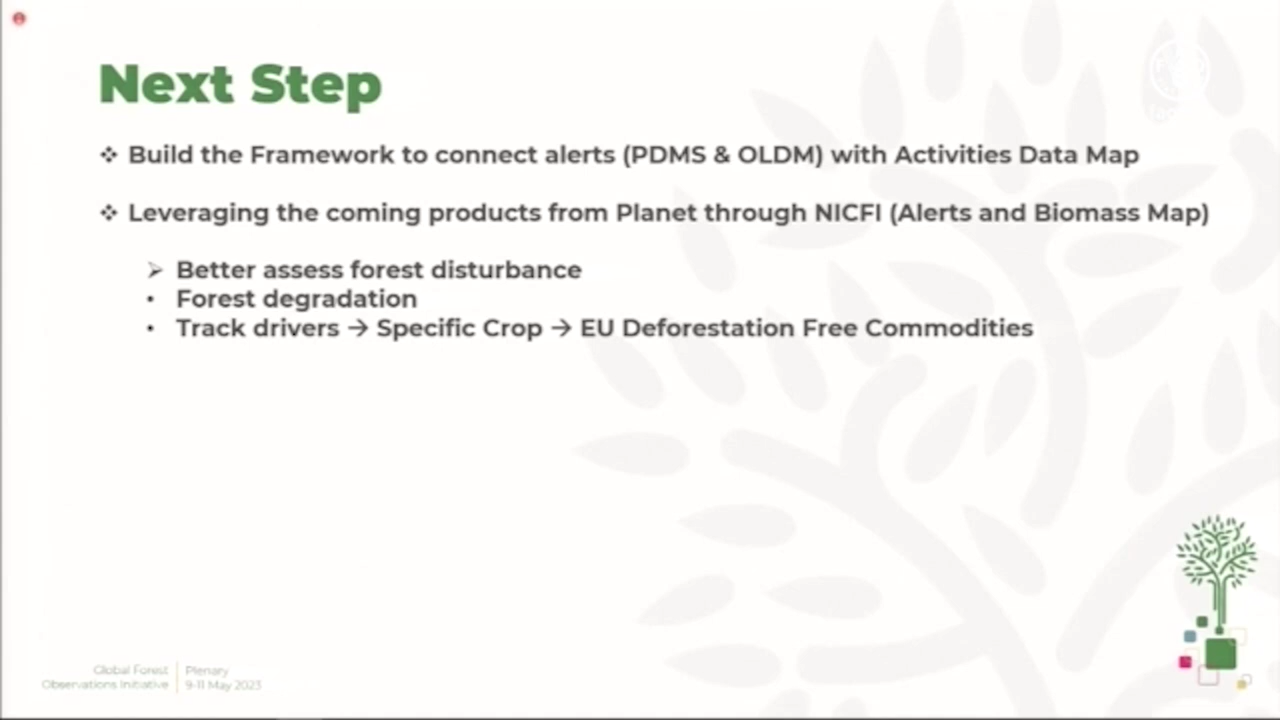 Next Step
❖ Build the Framework to connect alerts (PDMS & OLDM) with Activities Data Map
❖ Leveraging the coming products from Planet through NICFI (Alerts and Biomass Map)
➢ Better assess forest disturbance
• Forest degradation
• Track drivers → Specific Crop → EU Deforestation Free Commodities
Global Forest
Observations Initiative
Plenary
9-11 May 2023